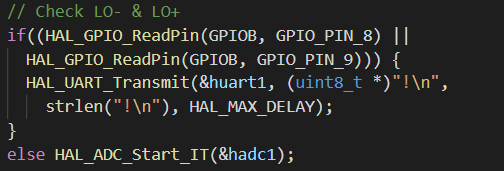 // Check LO- & LO+
if((HAL_GPIO_ReadPin(GPIOB, GPIO_PIN_8) ||
HAL_GPIO_ReadPin(GPIOB, GPIO_PIN_9))) {
HAL_UART_Transmit(&huart1, (uint8_t *)"!\n",
strlen("!\n"), HAL_MAX_DELAY);
}
else HAL_ADC_Start_IT(&hadc1);